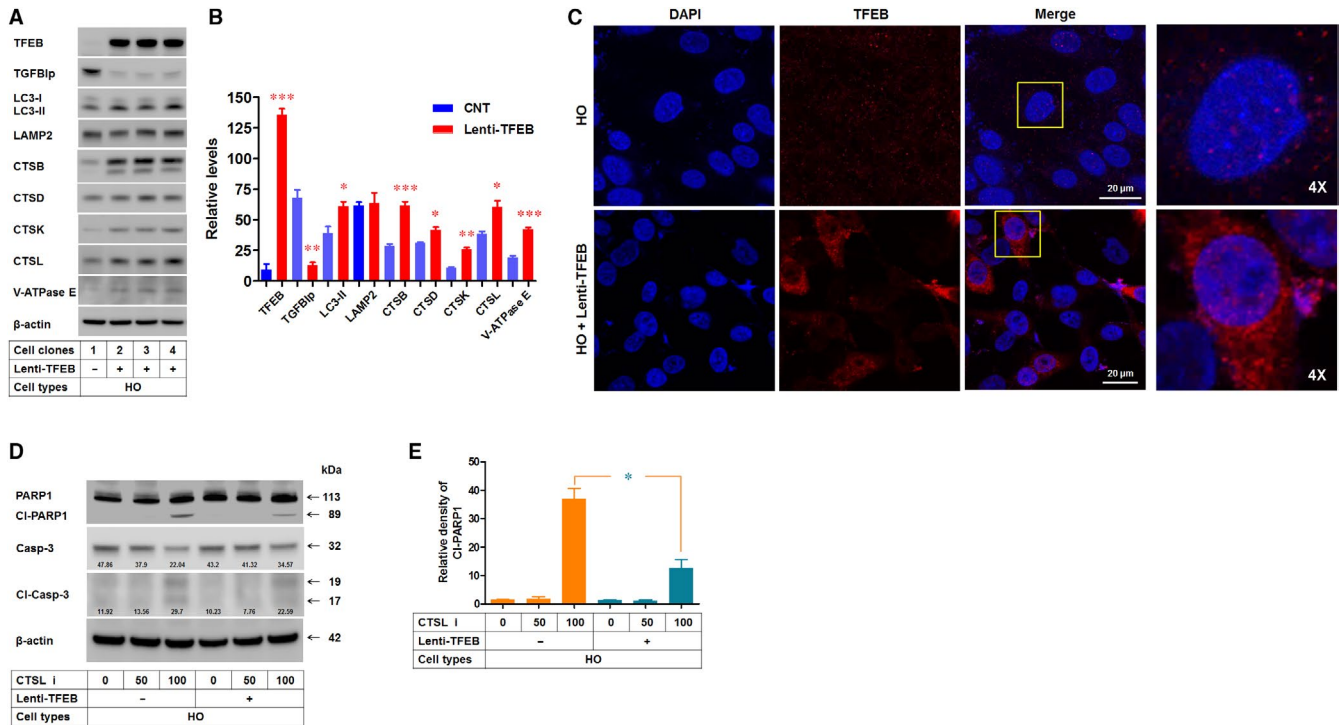 A
TFEB
TGFBIp
LC3-I
LC3-II
LAMP2
CTSB
CTSD
CTSK
CTSL
V-ATPase E
β-actin
Cell clones 1 2 3 4
Lenti-TFEB – + + +
Cell types HO
B
Relative levels
150
125
100
75
50
25
0
CNT
Lenti-TFEB
***
**
*
***
*
**
*
***
TFEB
TGFBIp
LC3-II
LAMP2
CTSB
CTSD
CTSK
CTSL
V-ATPase E
C
DAPI TFEB Merge
HO
20 μm
4X
HO + Lenti-TFEB
20 μm
4X
D
kDa
PARP1 ← 113
CI-PARP1 ← 89
Casp-3 ← 32
47.86 37.9 22.04 43.2 41.32 34.57
CI-Casp-3 ← 19
← 17
11.92 13.56 29.7 10.23 7.76 22.59
β-actin ← 42
CTSL i 0 50 100 0 50 100
Lenti-TFEB – +
Cell types HO
E
Relative density of
CI-PARP1
50
40
30
20
10
0
*
CTSL i 0 50 100 0 50 100
Lenti-TFEB – +
Cell types HO